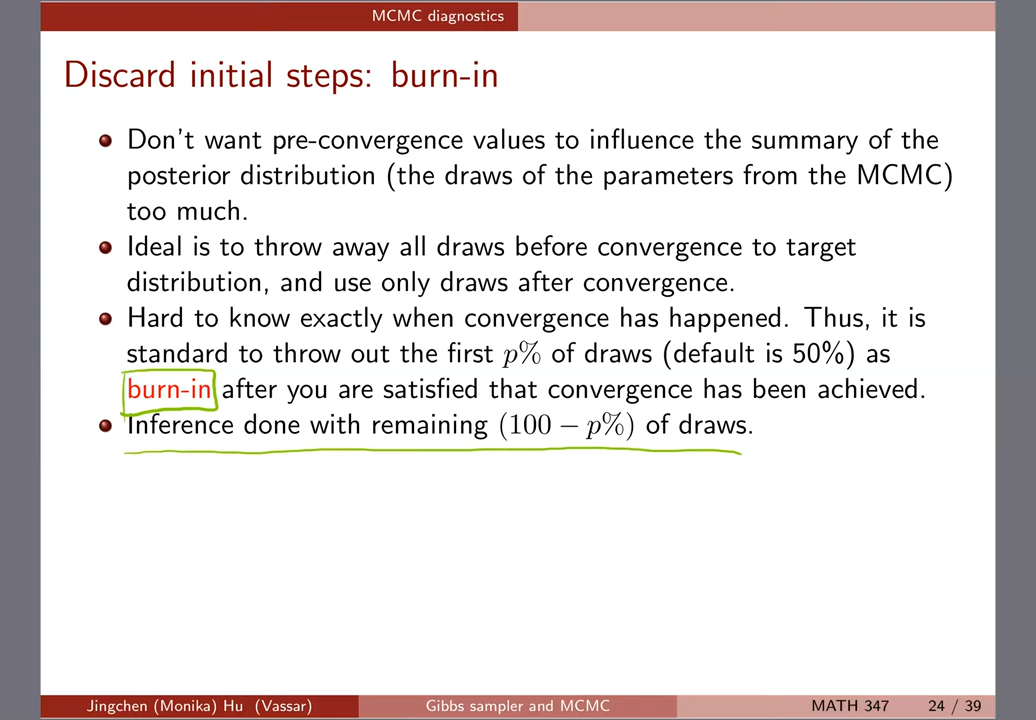 MCMC diagnostics
Discard initial steps: burn-in
Don't want pre-convergence values to influence the summary of the
posterior distribution (the draws of the parameters from the MCMC)
too much.
Ideal is to throw away all draws before convergence to target
distribution, and use only draws after convergence.
Hard to know exactly when convergence has happened. Thus, it is
standard to throw out the first p% of draws (default is 50%) as
burn-in after you are satisfied that convergence has been achieved.
Inference done with remaining (100 − p%) of draws.
Jingchen (Monika) Hu (Vassar) Gibbs sampler and MCMC MATH 347 24 / 39